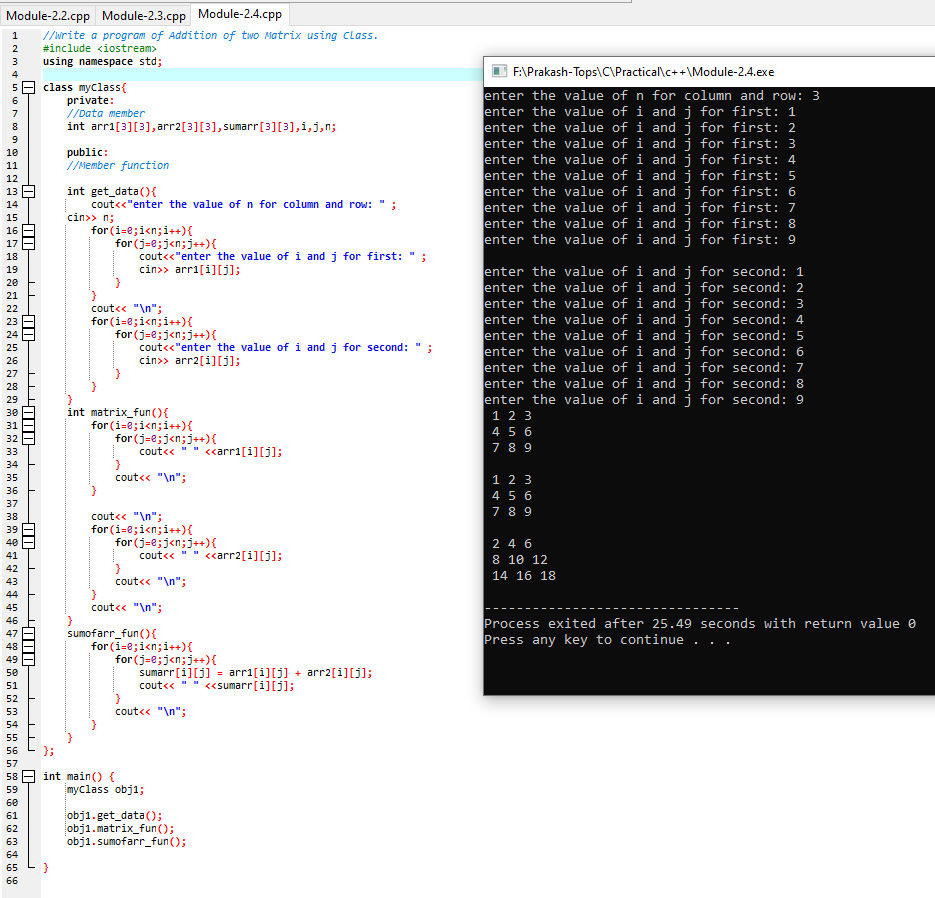 Module-2.2.cpp Module-2.3.cpp Module-2.4.cpp
1 //Write a program of Addition of two Matrix using Class.
2 #include <iostream>
3 using namespace std;
4
5 class myClass{
6 private:
7 //Data member
8 int arr1[3][3],arr2[3][3],sumarr[3][3],i,j,n;
9
10 public:
11 //Member function
12
13 int get_data(){
14 cout<<"enter the value of n for column and row: " ;
15 cin>> n;
16 for(i=0;i<n;i++){
17 for(j=0;j<n;j++){
18 cout<<"enter the value of i and j for first: " ;
19 cin>> arr1[i][j];
20 }
21 }
22 cout<< "\n";
23 for(i=0;i<n;i++){
24 for(j=0;j<n;j++){
25 cout<<"enter the value of i and j for second: " ;
26 cin>> arr2[i][j];
27 }
28 }
29 }
30 int matrix_fun(){
31 for(i=0;i<n;i++){
32 for(j=0;j<n;j++){
33 cout<< " " <<arr1[i][j];
34 }
35 cout<< "\n";
36 }
37
38 cout<< "\n";
39 for(i=0;i<n;i++){
40 for(j=0;j<n;j++){
41 cout<< " " <<arr2[i][j];
42 }
43 cout<< "\n";
44 }
45 cout<< "\n";
46 }
47 sumofarr_fun(){
48 for(i=0;i<n;i++){
49 for(j=0;j<n;j++){
50 sumarr[i][j] = arr1[i][j] + arr2[i][j];
51 cout<< " " <<sumarr[i][j];
52 }
53 cout<< "\n";
54 }
55 }
56 };
57
58 int main() {
59 myClass obj1;
60
61 obj1.get_data();
62 obj1.matrix_fun();
63 obj1.sumofarr_fun();
64
65 }
66
F:\Prakash-Tops\C\Practical\c++\Module-2.4.exe
enter the value of n for column and row: 3
enter the value of i and j for first: 1
enter the value of i and j for first: 2
enter the value of i and j for first: 3
enter the value of i and j for first: 4
enter the value of i and j for first: 5
enter the value of i and j for first: 6
enter the value of i and j for first: 7
enter the value of i and j for first: 8
enter the value of i and j for first: 9

enter the value of i and j for second: 1
enter the value of i and j for second: 2
enter the value of i and j for second: 3
enter the value of i and j for second: 4
enter the value of i and j for second: 5
enter the value of i and j for second: 6
enter the value of i and j for second: 7
enter the value of i and j for second: 8
enter the value of i and j for second: 9
1 2 3
4 5 6
7 8 9

1 2 3
4 5 6
7 8 9

2 4 6
8 10 12
14 16 18

--------------------------------
Process exited after 25.49 seconds with return value 0
Press any key to continue . . .